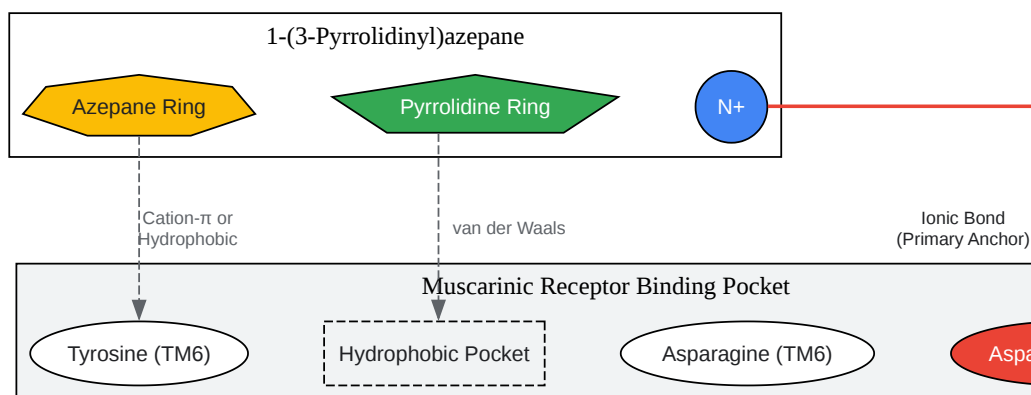 1-(3-Pyrrolidinyl)azepane
Azepane Ring
Pyrrolidine Ring
N+
Cation-π or
Hydrophobic
van der Waals
Ionic Bond
(Primary Anchor)
Muscarinic Receptor Binding Pocket
Tyrosine (TM6)
Hydrophobic Pocket
Asparagine (TM6)